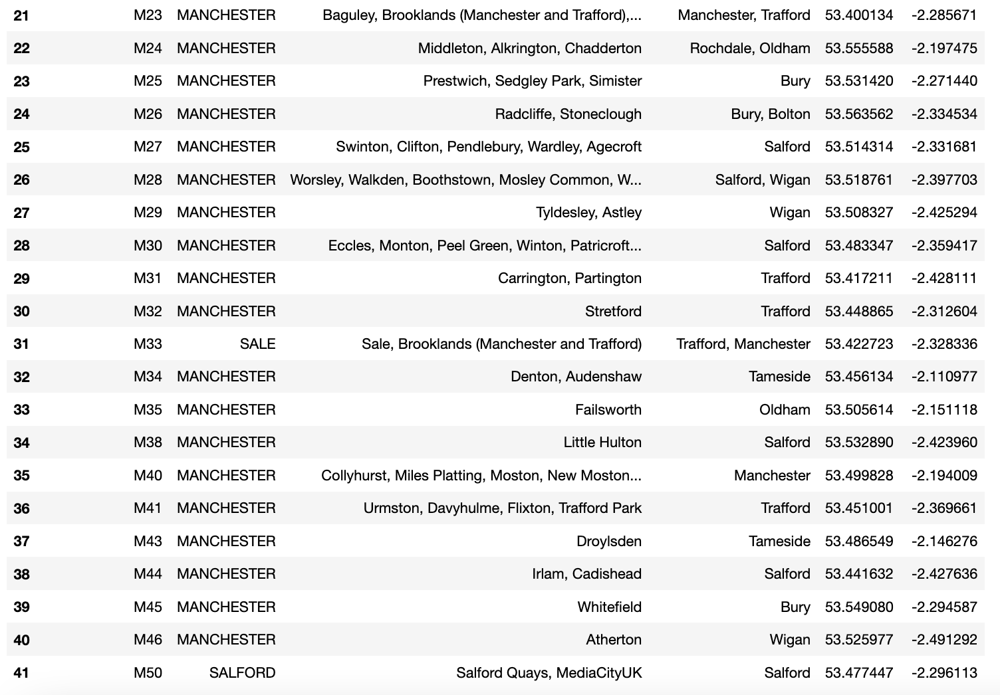 21 M23 MANCHESTER Baguley, Brooklands (Manchester and Trafford),... Manchester, Trafford 53.400134 -2.285671
22 M24 MANCHESTER Middleton, Alkrington, Chadderton Rochdale, Oldham 53.555588 -2.197475
23 M25 MANCHESTER Prestwich, Sedgley Park, Simister Bury 53.531420 -2.271440
24 M26 MANCHESTER Radcliffe, Stoneclough Bury, Bolton 53.563562 -2.334534
25 M27 MANCHESTER Swinton, Clifton, Pendlebury, Wardley, Agecroft Salford 53.514314 -2.331681
26 M28 MANCHESTER Worsley, Walkden, Boothstown, Mosley Common, W... Salford, Wigan 53.518761 -2.397703
27 M29 MANCHESTER Tyldesley, Astley Wigan 53.508327 -2.425294
28 M30 MANCHESTER Eccles, Monton, Peel Green, Winton, Patricroft... Salford 53.483347 -2.359417
29 M31 MANCHESTER Carrington, Partington Trafford 53.417211 -2.428111
30 M32 MANCHESTER Stretford Trafford 53.448865 -2.312604
31 M33 SALE Sale, Brooklands (Manchester and Trafford) Trafford, Manchester 53.422723 -2.328336
32 M34 MANCHESTER Denton, Audenshaw Tameside 53.456134 -2.110977
33 M35 MANCHESTER Failsworth Oldham 53.505614 -2.151118
34 M38 MANCHESTER Little Hulton Salford 53.532890 -2.423960
35 M40 MANCHESTER Collyhurst, Miles Platting, Moston, New Moston... Manchester 53.499828 -2.194009
36 M41 MANCHESTER Urmston, Davyhulme, Flixton, Trafford Park Trafford 53.451001 -2.369661
37 M43 MANCHESTER Droylsden Tameside 53.486549 -2.146276
38 M44 MANCHESTER Irlam, Cadishead Salford 53.441632 -2.427636
39 M45 MANCHESTER Whitefield Bury 53.549080 -2.294587
40 M46 MANCHESTER Atherton Wigan 53.525977 -2.491292
41 M50 SALFORD Salford Quays, MediaCityUK Salford 53.477447 -2.296113